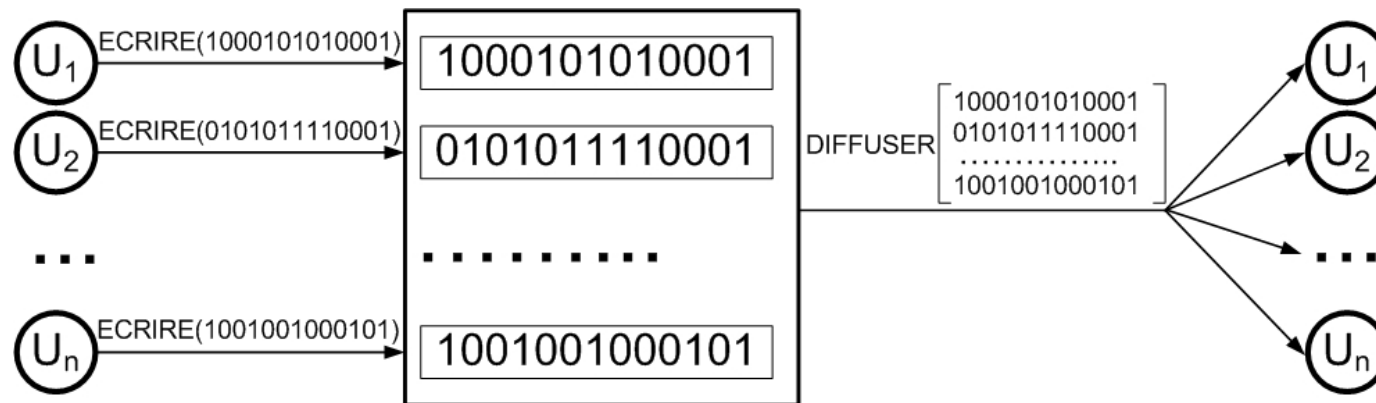 U1 ECRIRE(1000101010001) 1000101010001
U2 ECRIRE(0101011110001) 0101011110001
... .........
Un ECRIRE(1001001000101) 1001001000101
DIFFUSER
1000101010001
0101011110001
...............
1001001000101
U1
U2
...
Un